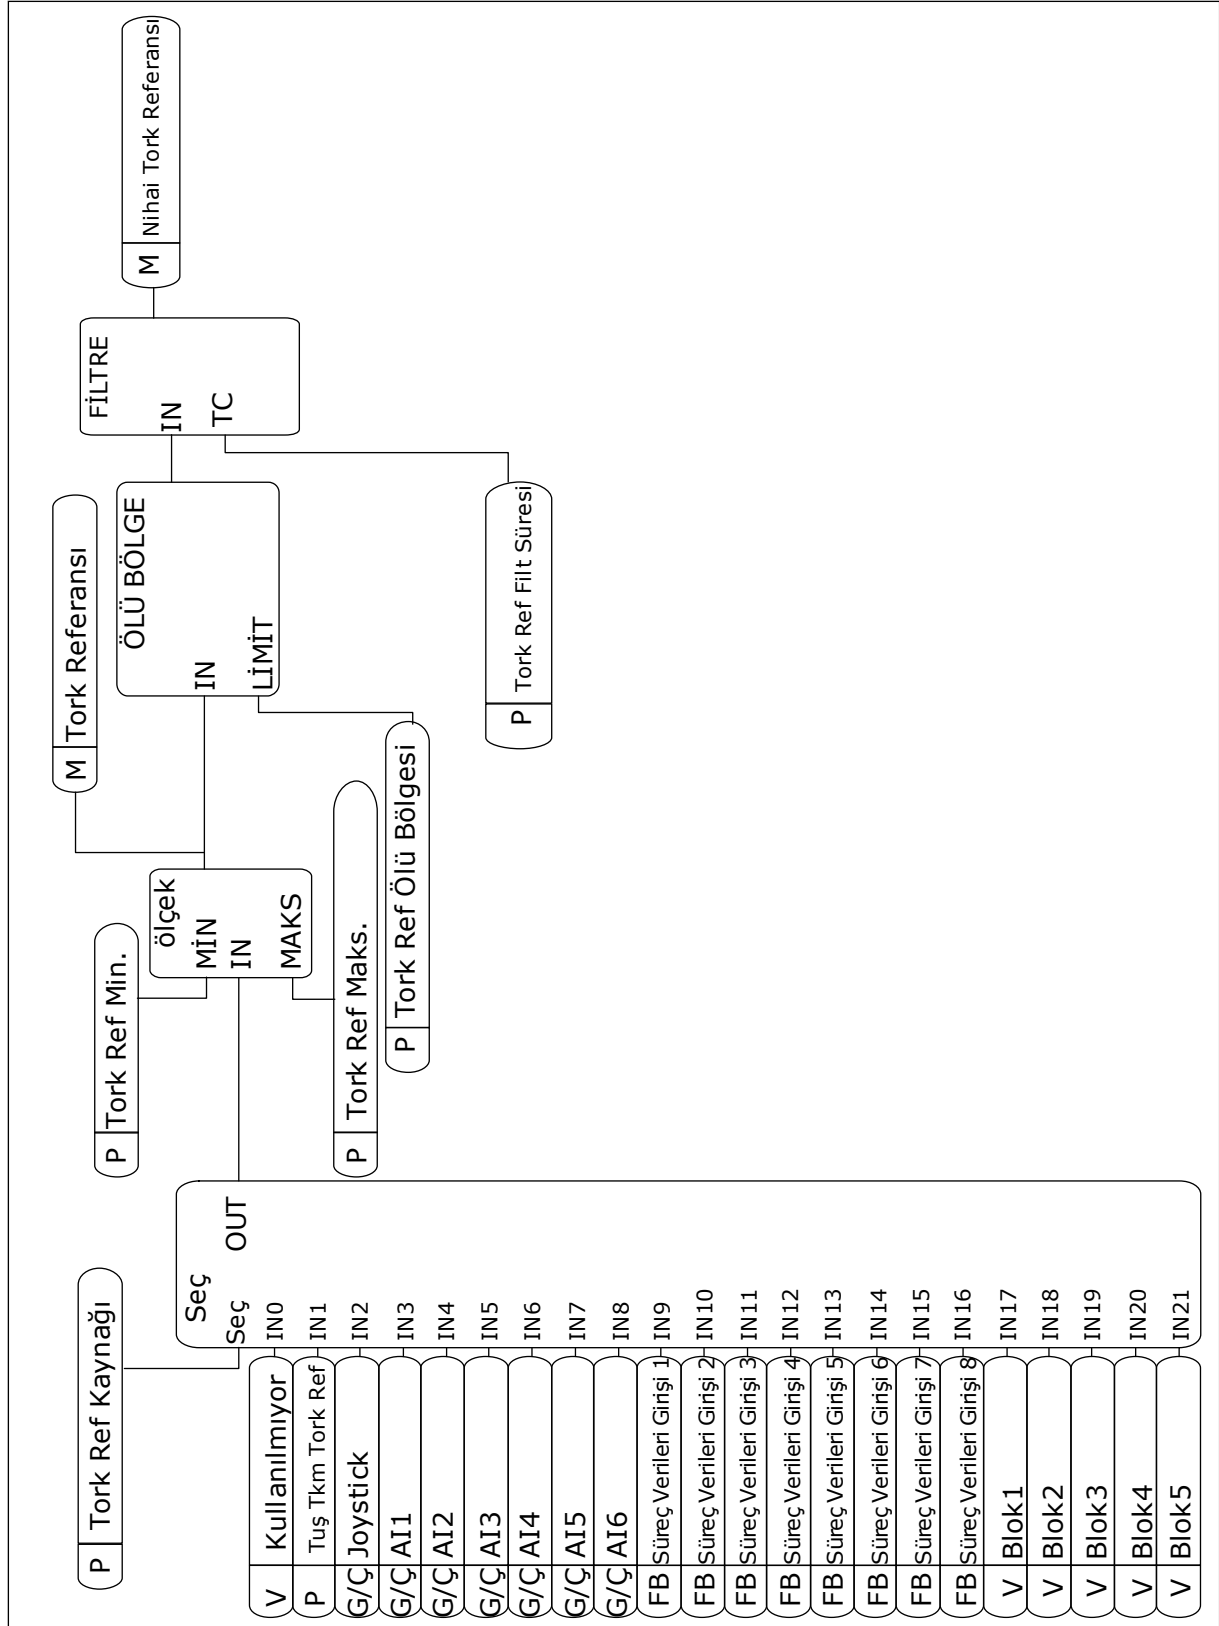 P Tork Ref Kaynağı
Seç
Seç
OUT
V Kullanılmıyor IN0
P Tuş Tkm Tork Ref IN1
G/Ç Joystick IN2
G/Ç AI1 IN3
G/Ç AI2 IN4
G/Ç AI3 IN5
G/Ç AI4 IN6
G/Ç AI5 IN7
G/Ç AI6 IN8
FB Süreç Verileri Girişi 1 IN9
FB Süreç Verileri Girişi 2 IN10
FB Süreç Verileri Girişi 3 IN11
FB Süreç Verileri Girişi 4 IN12
FB Süreç Verileri Girişi 5 IN13
FB Süreç Verileri Girişi 6 IN14
FB Süreç Verileri Girişi 7 IN15
FB Süreç Verileri Girişi 8 IN16
V Blok1 IN17
V Blok2 IN18
V Blok3 IN19
V Blok4 IN20
V Blok5 IN21
P Tork Ref Min.
ölçek
MİN
IN
MAKS
P Tork Ref Maks.
P Tork Ref Ölü Bölgesi
M Tork Referansı
ÖLÜ BÖLGE
IN
LİMİT
P Tork Ref Filt Süresi
FİLTRE
IN
TC
M Nihai Tork Referansı